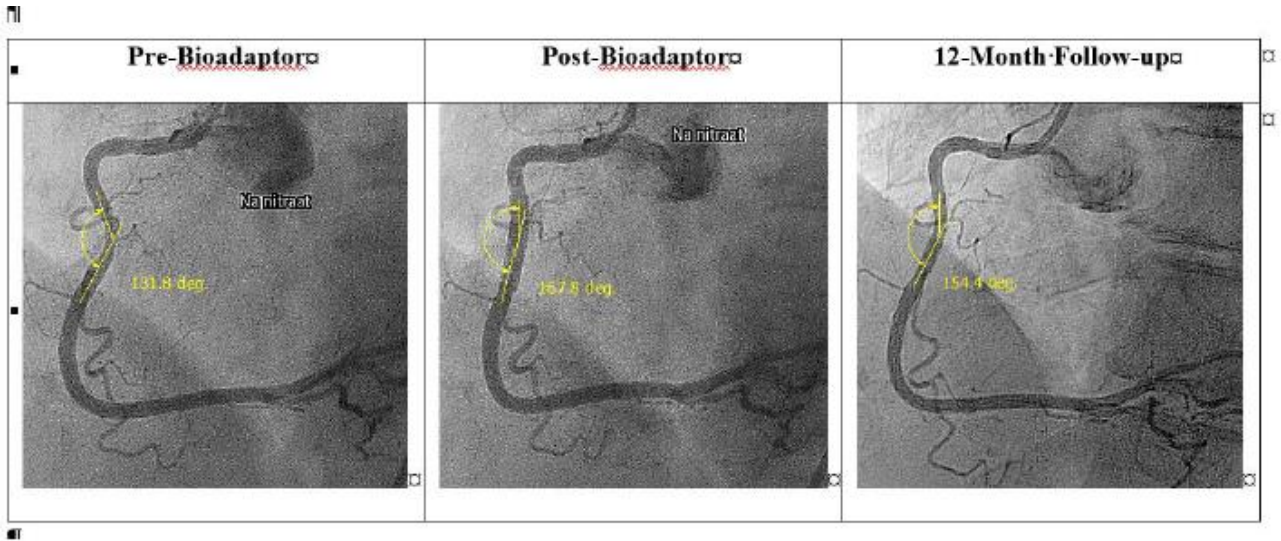 Pre-Bioadaptor¤
Post-Bioadaptor¤
12-Month·Follow-up¤
Na nitraat
131.8 deg.
Na nitraat
167.8 deg.
154.4 deg.